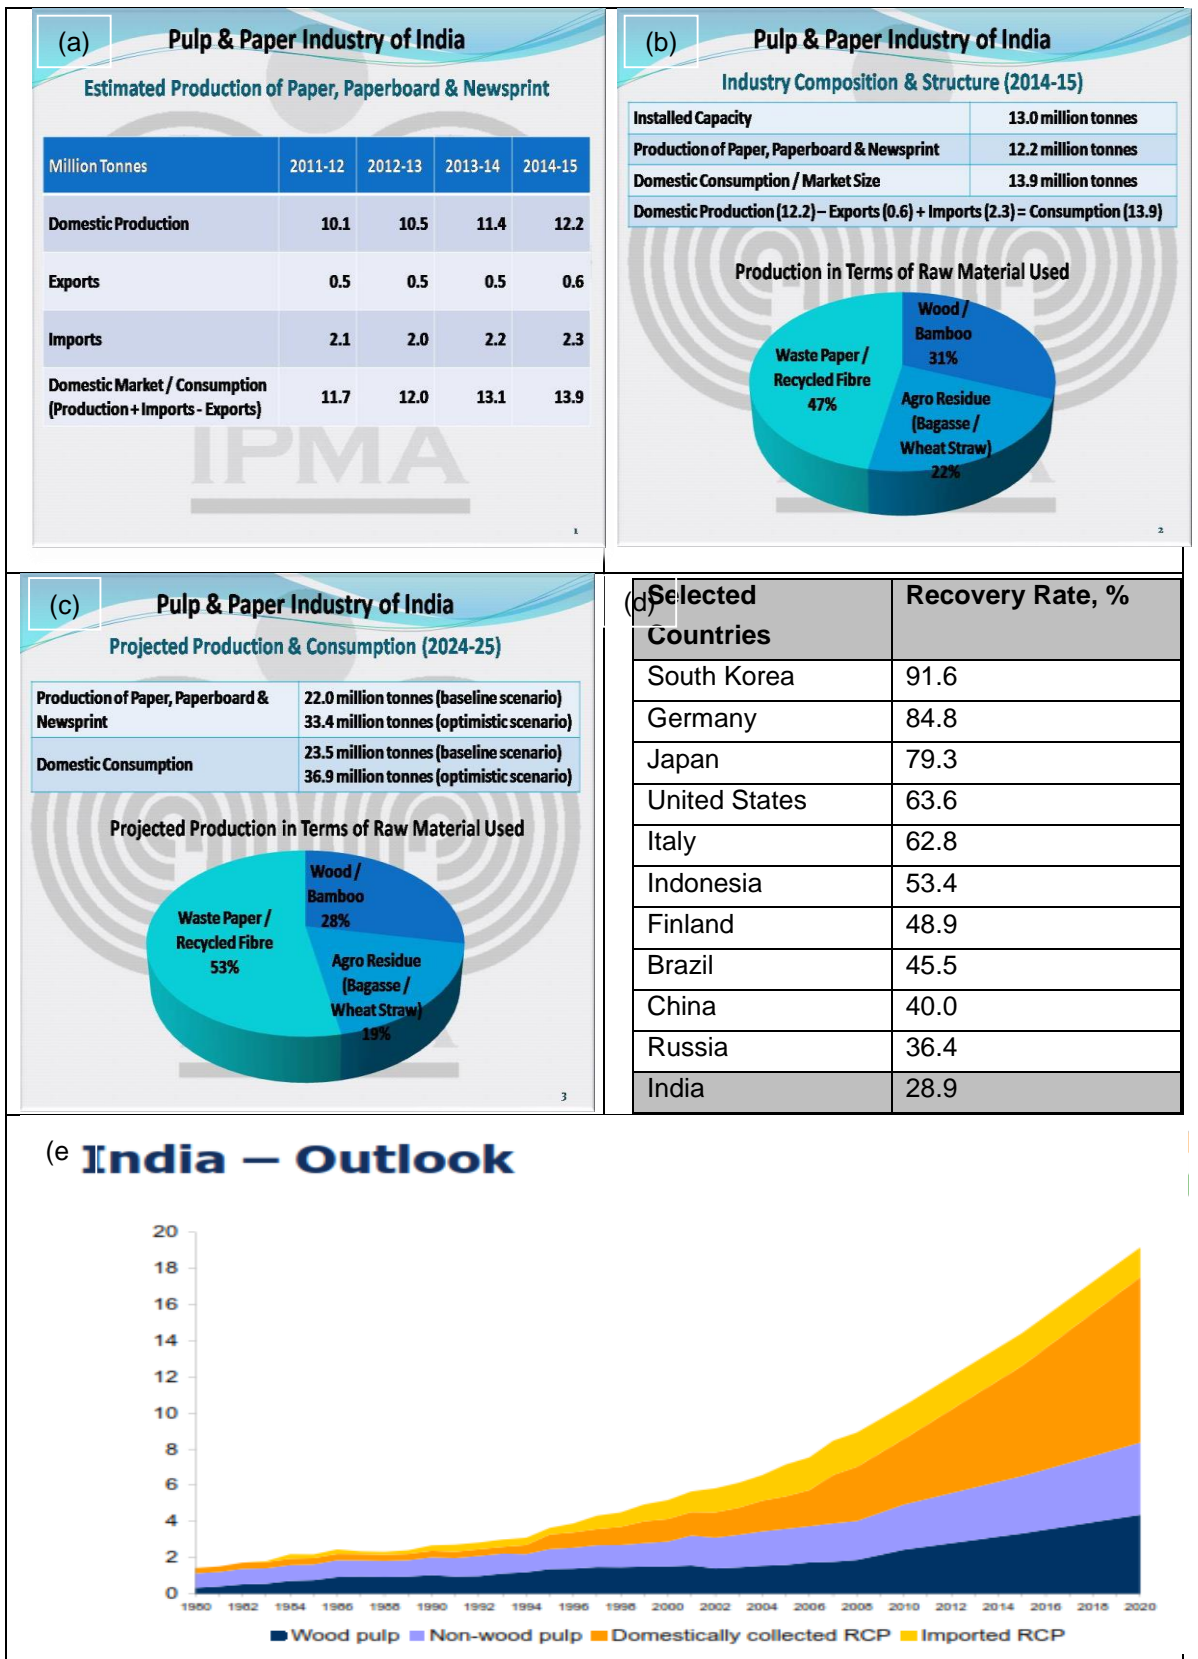 (a)
Pulp & Paper Industry of India
Estimated Production of Paper, Paperboard & Newsprint
Million Tonnes 2011-12 2012-13 2013-14 2014-15
Domestic Production 10.1 10.5 11.4 12.2
Exports 0.5 0.5 0.5 0.6
Imports 2.1 2.0 2.2 2.3
Domestic Market / Consumption
(Production + Imports - Exports) 11.7 12.0 13.1 13.9
IPMA
1
(b)
Pulp & Paper Industry of India
Industry Composition & Structure (2014-15)
Installed Capacity 13.0 million tonnes
Production of Paper, Paperboard & Newsprint 12.2 million tonnes
Domestic Consumption / Market Size 13.9 million tonnes
Domestic Production (12.2) – Exports (0.6) + Imports (2.3) = Consumption (13.9)
Production in Terms of Raw Material Used
Wood /
Bamboo
31%
Waste Paper /
Recycled Fibre
47%
Agro Residue
(Bagasse /
Wheat Straw)
22%
2
(c)
Pulp & Paper Industry of India
Projected Production & Consumption (2024-25)
Production of Paper, Paperboard & 22.0 million tonnes (baseline scenario)
Newsprint 33.4 million tonnes (optimistic scenario)
Domestic Consumption 23.5 million tonnes (baseline scenario)
36.9 million tonnes (optimistic scenario)
Projected Production in Terms of Raw Material Used
Wood /
Bamboo
28%
Waste Paper /
Recycled Fibre
53%
Agro Residue
(Bagasse /
Wheat Straw)
19%
3
(d)
Selected Recovery Rate, %
Countries
South Korea 91.6
Germany 84.8
Japan 79.3
United States 63.6
Italy 62.8
Indonesia 53.4
Finland 48.9
Brazil 45.5
China 40.0
Russia 36.4
India 28.9
(e
India – Outlook
20
18
16
14
12
10
8
6
4
2
0
1980 1982 1984 1986 1988 1990 1992 1994 1996 1998 2000 2002 2004 2006 2008 2010 2012 2014 2016 2018 2020
Wood pulp Non-wood pulp Domestically collected RCP Imported RCP